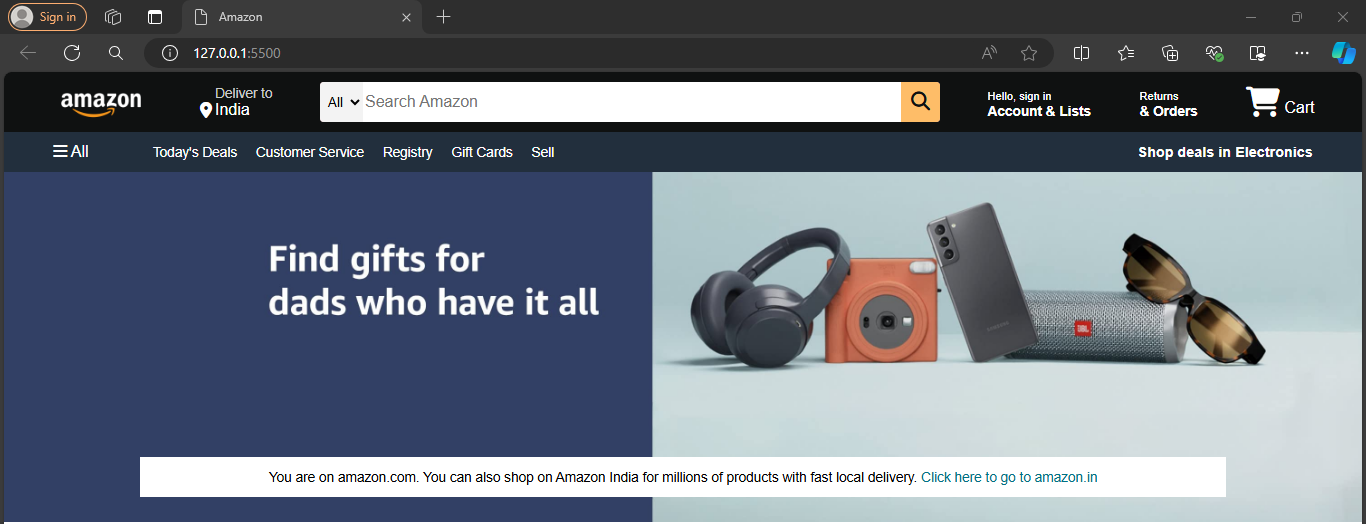 Sign in
Amazon
127.0.0.1:5500
amazon
Deliver to
India
All
Search Amazon
Hello, sign in
Account & Lists
Returns
& Orders
Cart
All
Today's Deals
Customer Service
Registry
Gift Cards
Sell
Shop deals in Electronics
Find gifts for
dads who have it all
SAMSUNG
JBL
You are on amazon.com. You can also shop on Amazon India for millions of products with fast local delivery. Click here to go to amazon.in